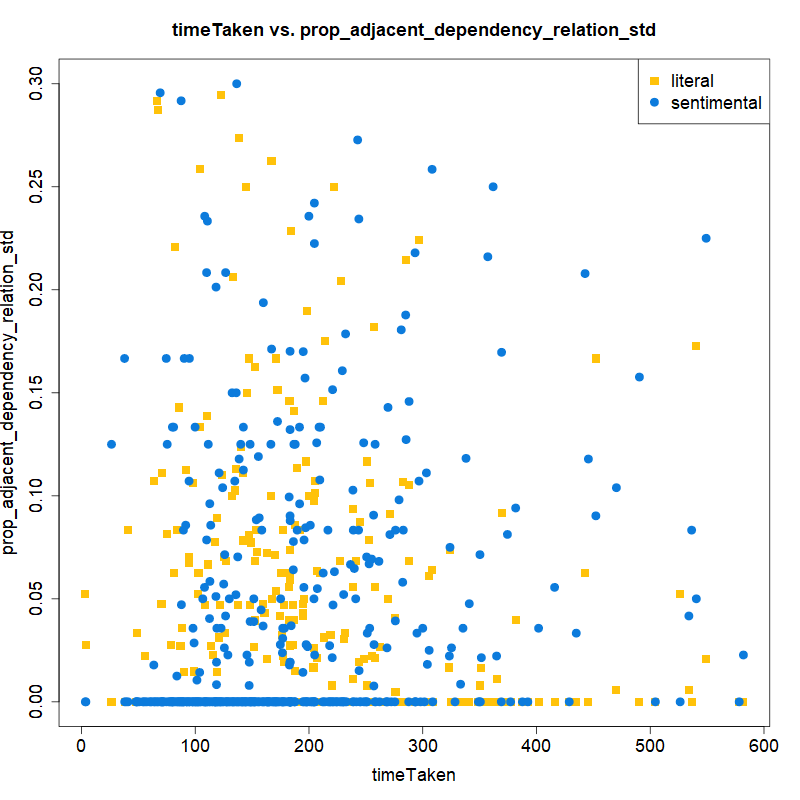 timeTaken vs. prop_adjacent_dependency_relation_std
literal
sentimental
prop_adjacent_dependency_relation_std
0.30
0.25
0.20
0.15
0.10
0.05
0.00
0 100 200 300 400 500 600
timeTaken